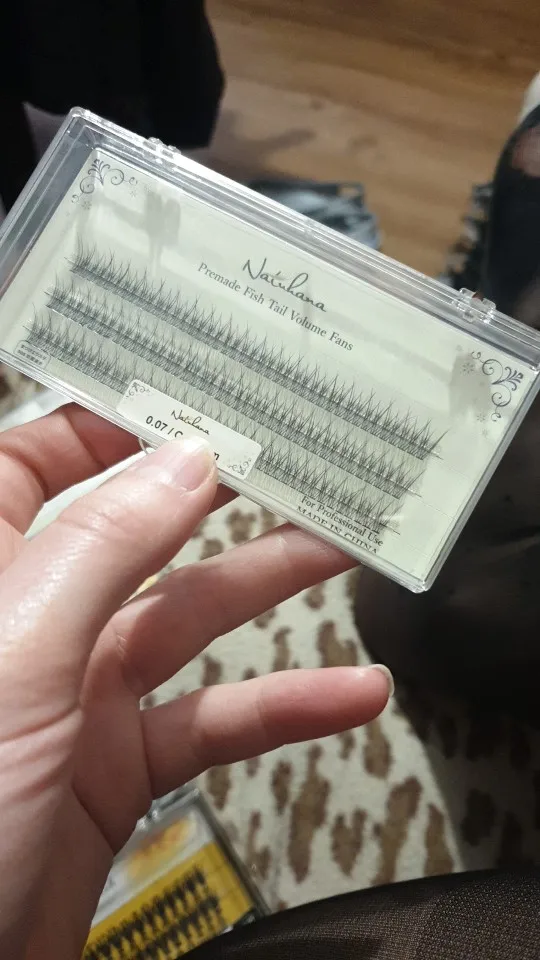 Natuhana
Premade Fish Tail Volume Fans
Natuhana
0.07/C
For Professional Use
MADE IN CHINA